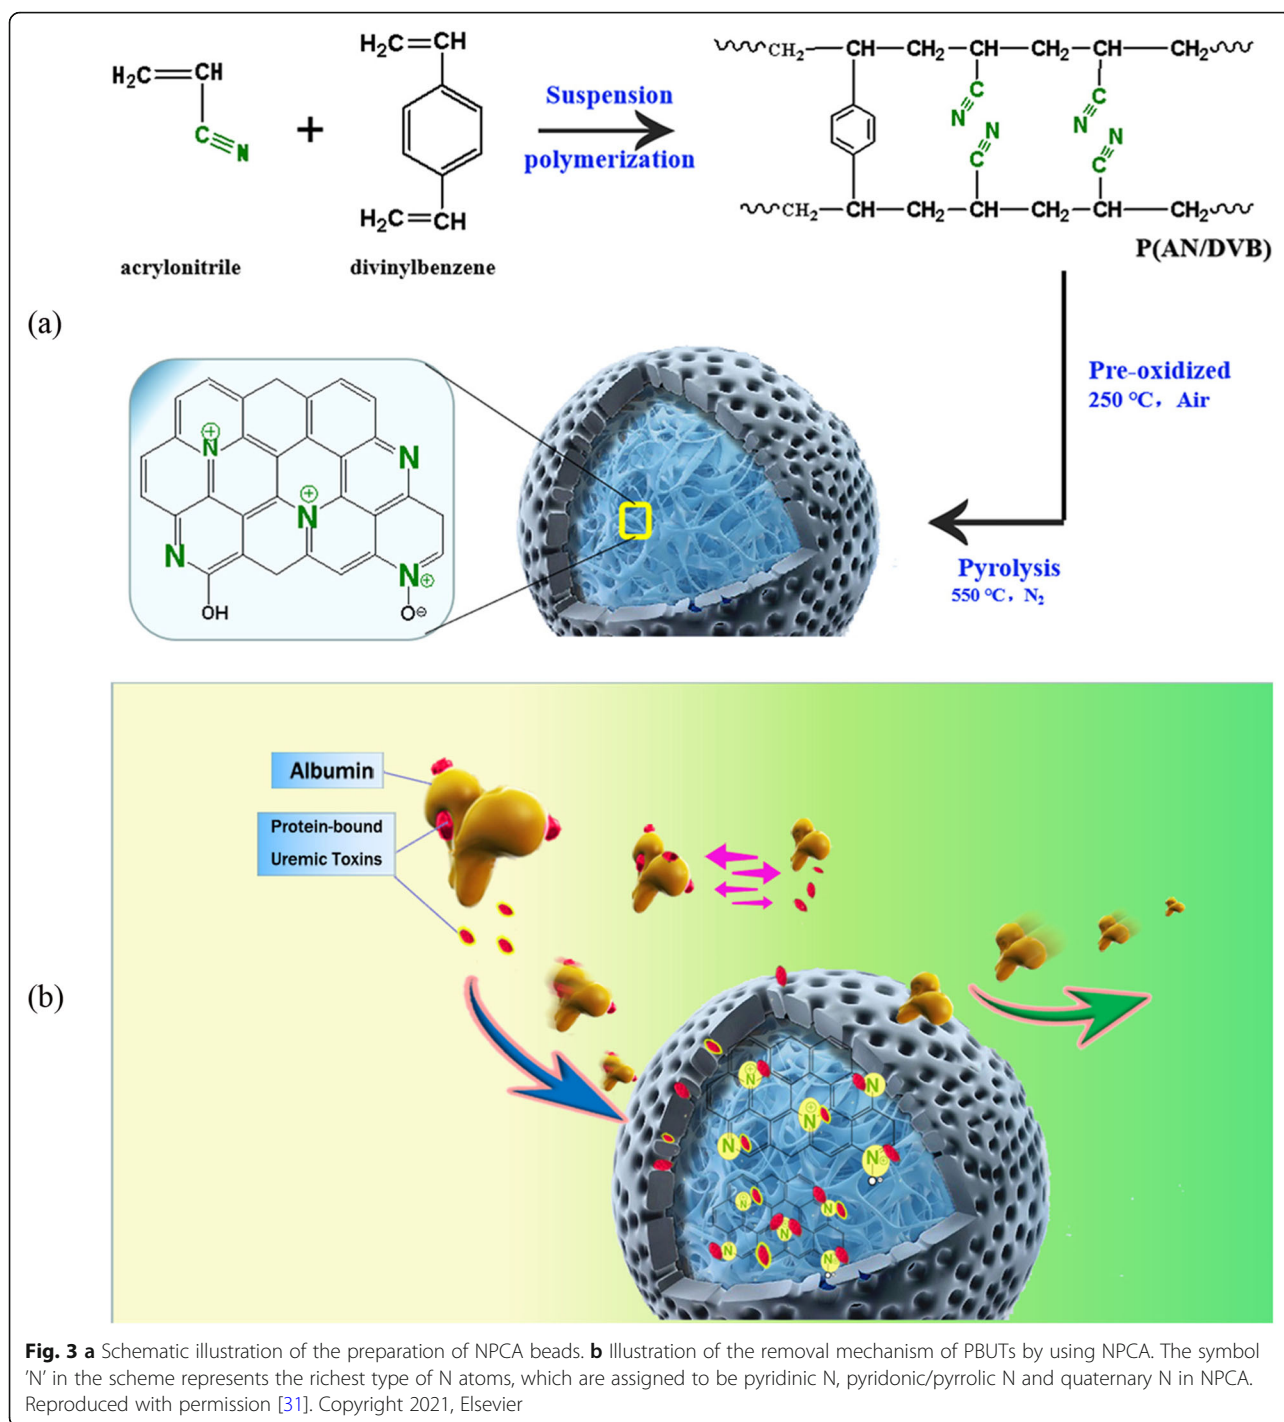 H₂C=CH
C≡N
acrylonitrile
+
H₂C=CH
H₂C=CH
divinylbenzene
Suspension
polymerization
CH₂—CH—CH₂—CH—CH₂—CH—CH₂
C≡N C≡N
N≡C N≡C
CH₂—CH—CH₂—CH—CH₂—CH—CH₂
P(AN/DVB)
(a)
Pre-oxidized
250 °C, Air
Pyrolysis
550 °C, N₂
N⊕
N
N⊕
N
N⊕
OH
O⊖
(b)
Albumin
Protein-bound
Uremic Toxins
N⊕
N
N⊕
N
N⊕
N
N
N
N
N
Fig. 3 a Schematic illustration of the preparation of NPCA beads. b Illustration of the removal mechanism of PBUTs by using NPCA. The symbol
'N' in the scheme represents the richest type of N atoms, which are assigned to be pyridinic N, pyridonic/pyrrolic N and quaternary N in NPCA.
Reproduced with permission [31]. Copyright 2021, Elsevier